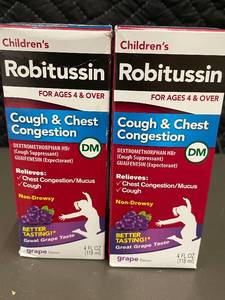 Children's
Robitussin
FOR AGES 4 & OVER
Cough & Chest
Congestion
DM
DEXTROMETHORPHAN HBr
(Cough Suppressant)
GUAIFENESIN (Expectorant)
Relieves:
✓ Chest Congestion/Mucus
✓ Cough
Non-Drowsy
BETTER
TASTING!*
Great Grape Taste
grape flavor
4 FL OZ
(118 ml)
Children's
Robitussin
FOR AGES 4 & OVER
Cough & Chest
Congestion
DM
DEXTROMETHORPHAN HBr
(Cough Suppressant)
GUAIFENESIN (Expectorant)
Relieves:
✓ Chest Congestion/Mucus
✓ Cough
Non-Drowsy
BETTER
TASTING!*
Great Grape Taste
grape flavor
4 FL OZ
(118 ml)